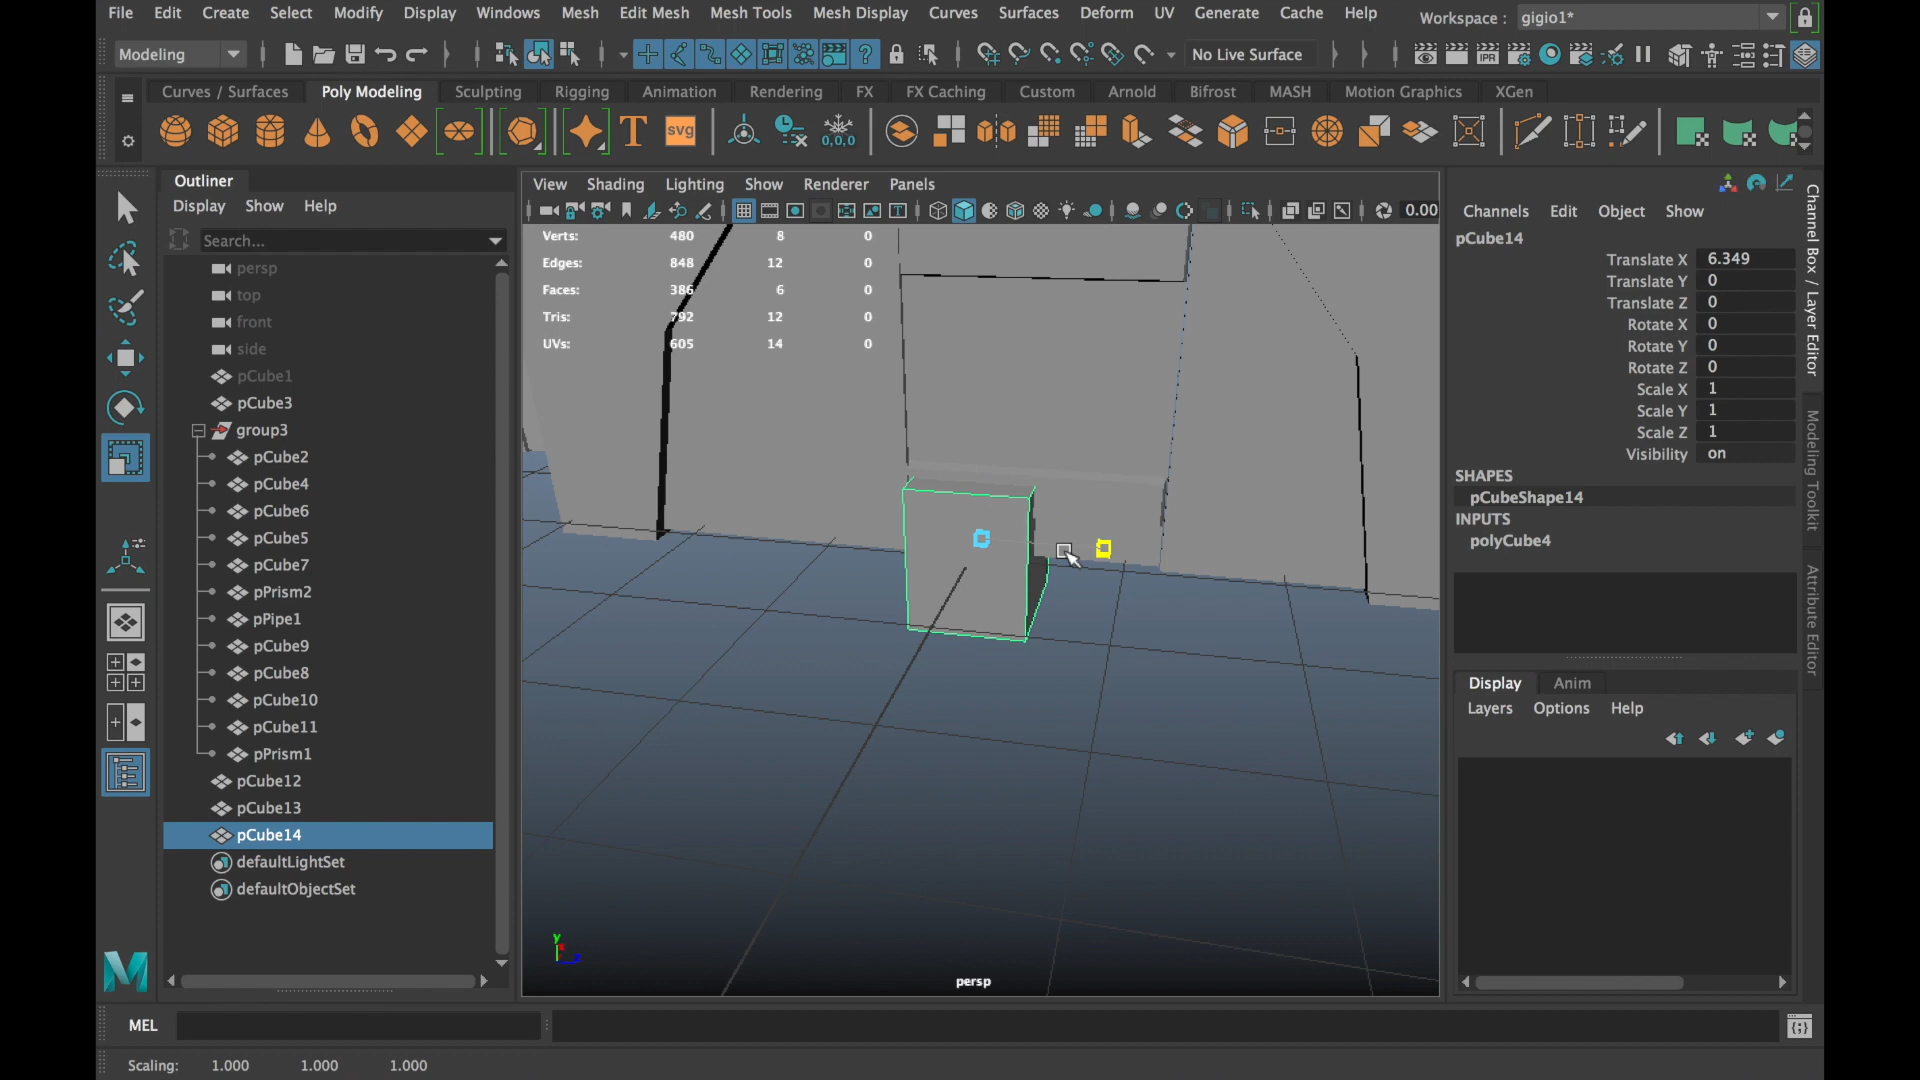 File Edit Create Select Modify Display Windows Mesh Edit Mesh Mesh Tools Mesh Display Curves Surfaces Deform UV Generate Cache Help Workspace : gigio1*
Modeling No Live Surface
Curves / Surfaces Poly Modeling Sculpting Rigging Animation Rendering FX FX Caching Custom Arnold Bifrost MASH Motion Graphics XGen
T svg 0,0,0
Outliner
Display Show Help
Search...
persp
top
front
side
pCube1
pCube3
group3
pCube2
pCube4
pCube6
pCube5
pCube7
pPrism2
pPipe1
pCube9
pCube8
pCube10
pCube11
pPrism1
pCube12
pCube13
pCube14
defaultLightSet
defaultObjectSet
View Shading Lighting Show Renderer Panels
IPR
0.00
Verts: 480 8 0
Edges: 848 12 0
Faces: 386 6 0
Tris: 792 12 0
UVs: 605 14 0
y
z
persp
Channels Edit Object Show
pCube14
Translate X 6.349
Translate Y 0
Translate Z 0
Rotate X 0
Rotate Y 0
Rotate Z 0
Scale X 1
Scale Y 1
Scale Z 1
Visibility on
SHAPES
pCubeShape14
INPUTS
polyCube4
Display Anim
Layers Options Help
Channel Box / Layer Editor
Modeling Toolkit
Attribute Editor
M
MEL
Scaling: 1.000 1.000 1.000